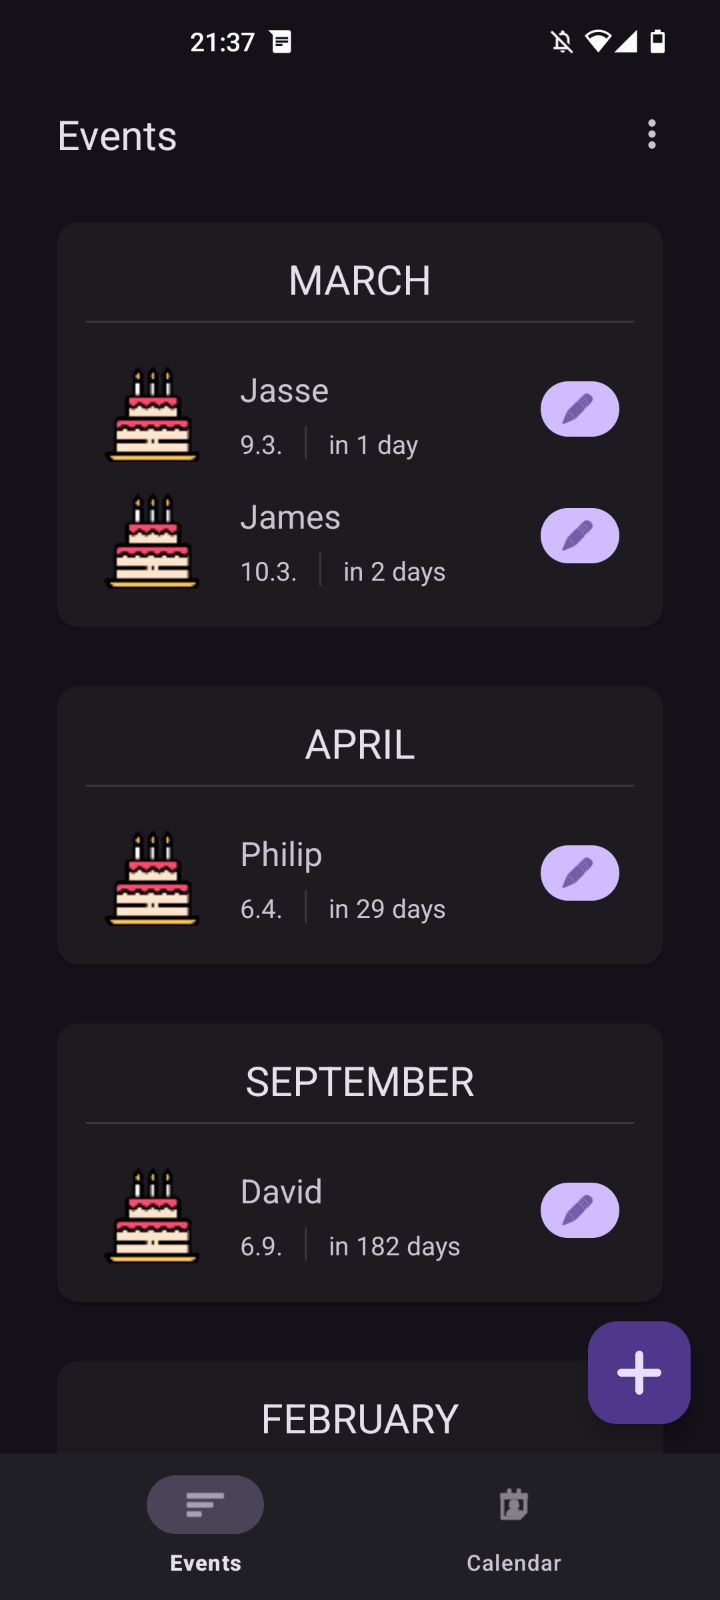 21:37
Events
MARCH
Jasse
9.3. in 1 day
James
10.3. in 2 days
APRIL
Philip
6.4. in 29 days
SEPTEMBER
David
6.9. in 182 days
FEBRUARY
Events Calendar